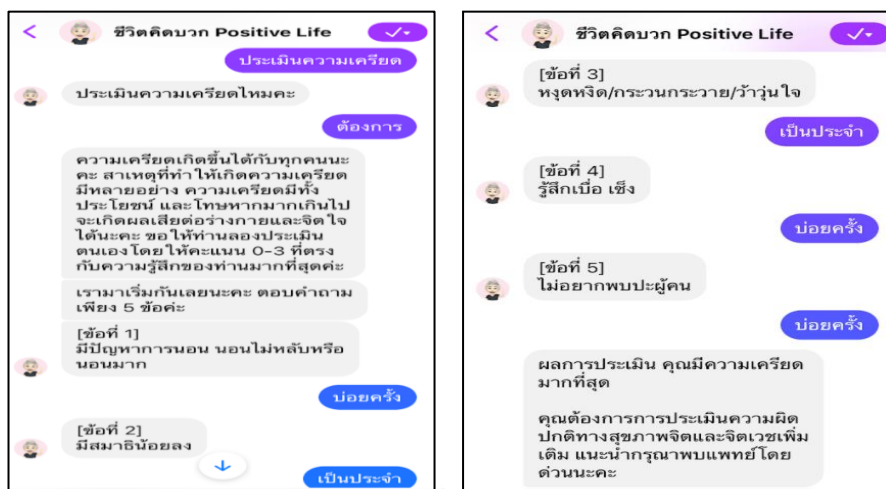 ชีวิตคิดบวก Positive Life
ประเมินความเครียด
ประเมินความเครียดไหมคะ
ต้องการ
ความเครียดเกิดขึ้นได้กับทุกคนนะ
คะ สาเหตุที่ทำให้เกิดความเครียด
มีหลายอย่าง ความเครียดมีทั้ง
ประโยชน์ และโทษหากมากเกินไป
จะเกิดผลเสียต่อร่างกายและจิตใจ
ได้นะคะ ขอให้ท่านลองประเมิน
ตนเองโดยให้คะแนน 0-3 ที่ตรง
กับความรู้สึกของท่านมากที่สุดค่ะ
เรามาเริ่มกันเลยนะคะ ตอบคำถาม
เพียง 5 ข้อค่ะ
[ข้อที่ 1]
มีปัญหาการนอน นอนไม่หลับหรือ
นอนมาก
บ่อยครั้ง
[ข้อที่ 2]
มีสมาธิน้อยลง
เป็นประจำ
ชีวิตคิดบวก Positive Life
[ข้อที่ 3]
หงุดหงิด/กระวนกระวาย/ว้าวุ่นใจ
เป็นประจำ
[ข้อที่ 4]
รู้สึกเบื่อ เซ็ง
บ่อยครั้ง
[ข้อที่ 5]
ไม่อยากพบปะผู้คน
บ่อยครั้ง
ผลการประเมิน คุณมีความเครียด
มากที่สุด
คุณต้องการการประเมินความผิด
ปกติทางสุขภาพจิตและจิตเวชเพิ่ม
เติม แนะนำกรุณาพบแพทย์โดย
ด่วนนะคะ